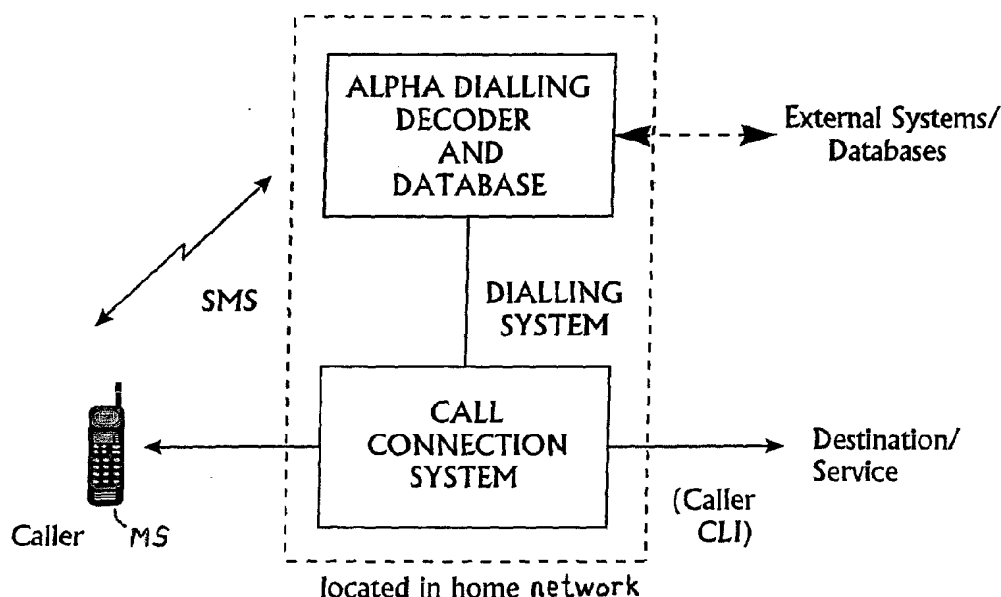 ALPHA DIALLING
DECODER
AND
DATABASE
External Systems/
Databases
SMS
DIALLING
SYSTEM
CALL
CONNECTION
SYSTEM
Destination/
Service
(Caller
CLI)
Caller
MS
located in home network